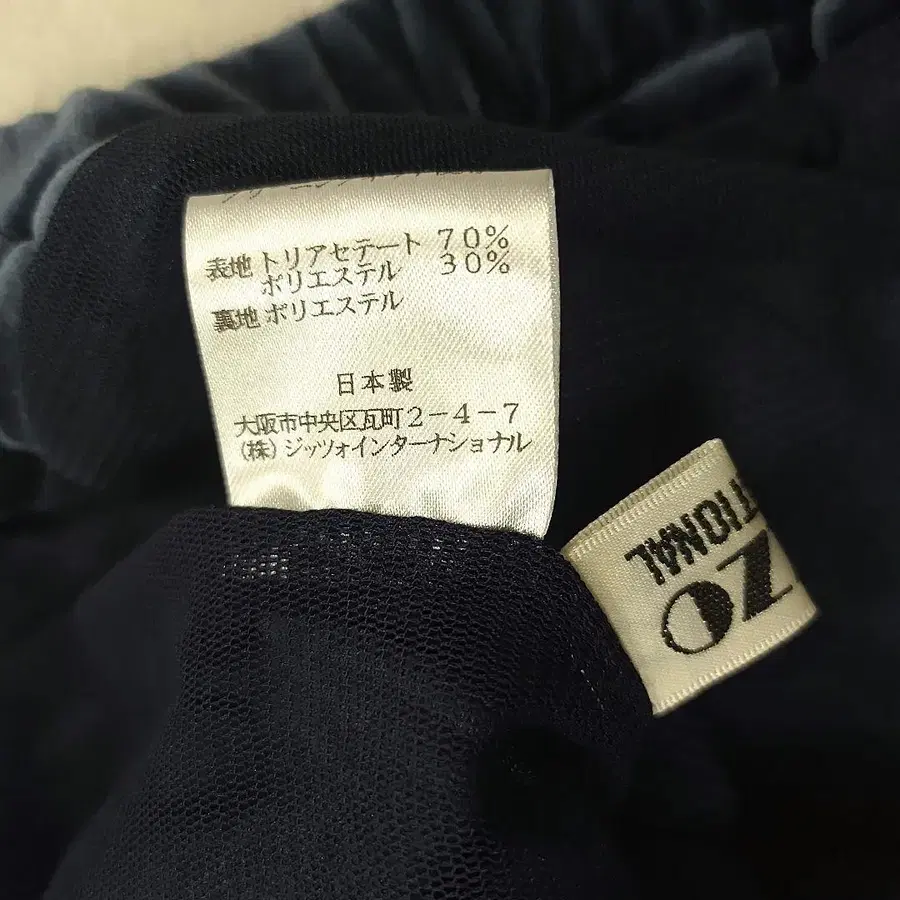 表地 トリアセテート 70%
ポリエステル 30%
裏地 ポリエステル
日本製
大阪市中央区瓦町2-4-7
(株) ジッツォインターナショナル
ZO
TIONAL